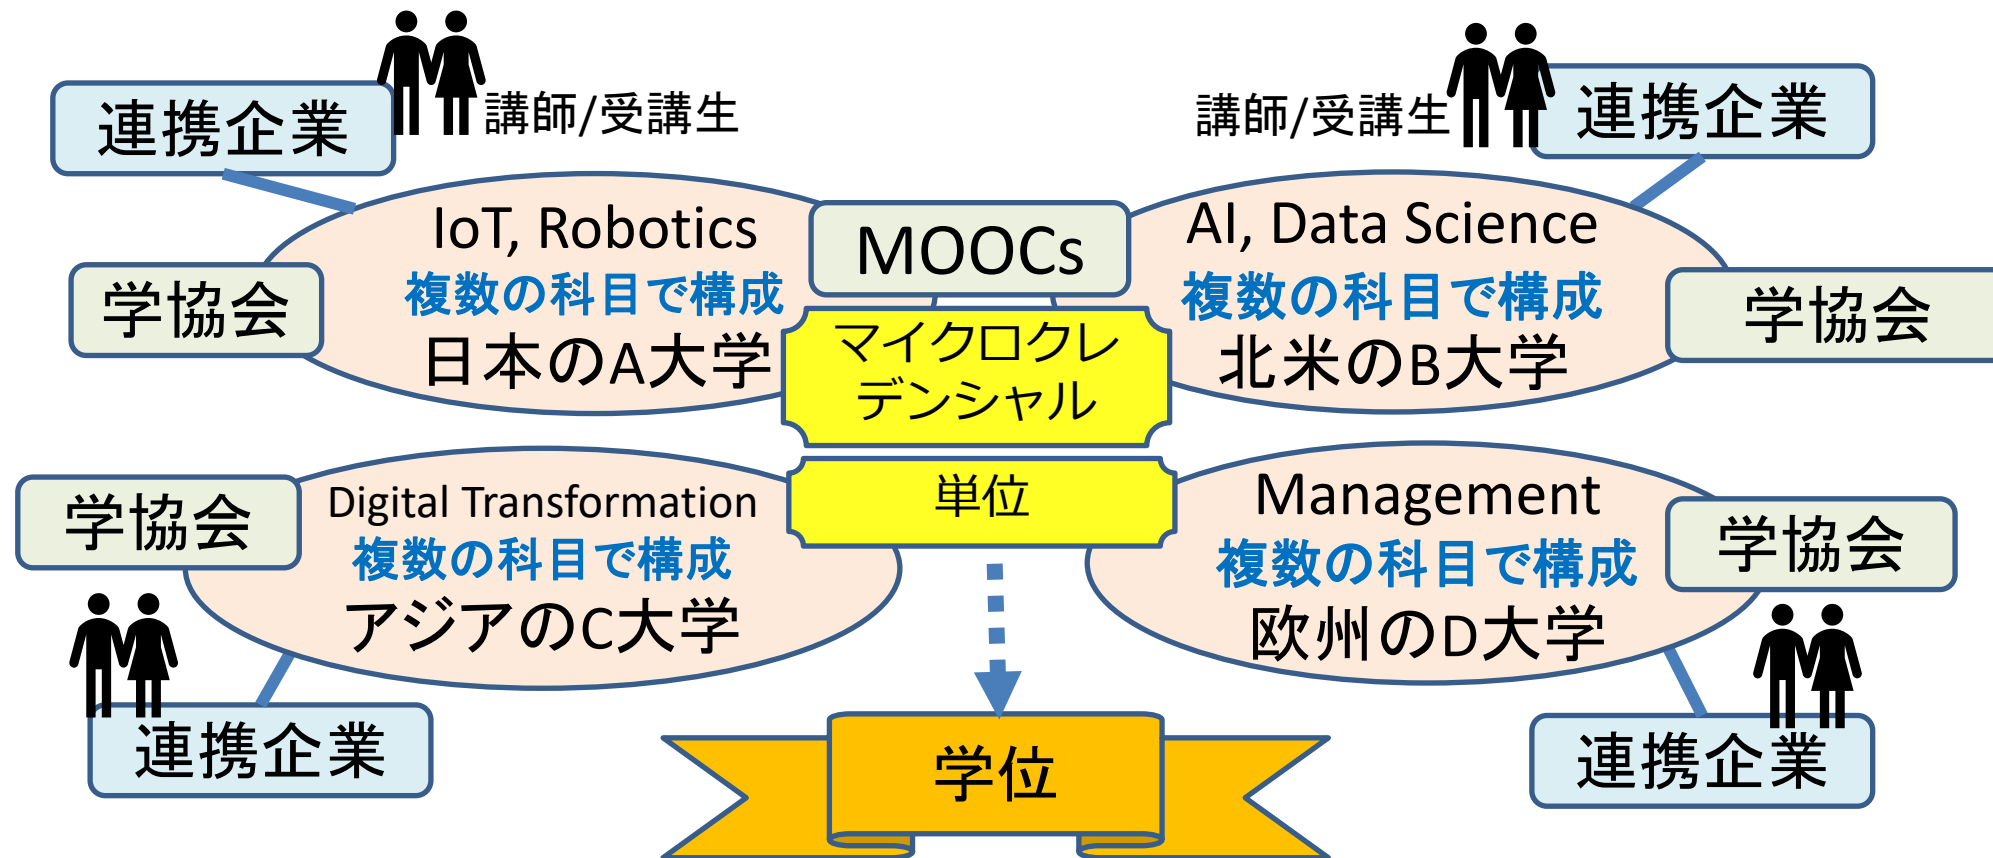 連携企業
講師/受講生
講師/受講生
連携企業
IoT, Robotics
複数の科目で構成
日本のA大学
学協会
MOOCs
AI, Data Science
複数の科目で構成
北米のB大学
学協会
マイクロクレ
デンシャル
単位
学協会
Digital Transformation
複数の科目で構成
アジアのC大学
連携企業
Management
複数の科目で構成
欧州のD大学
学協会
連携企業
学位